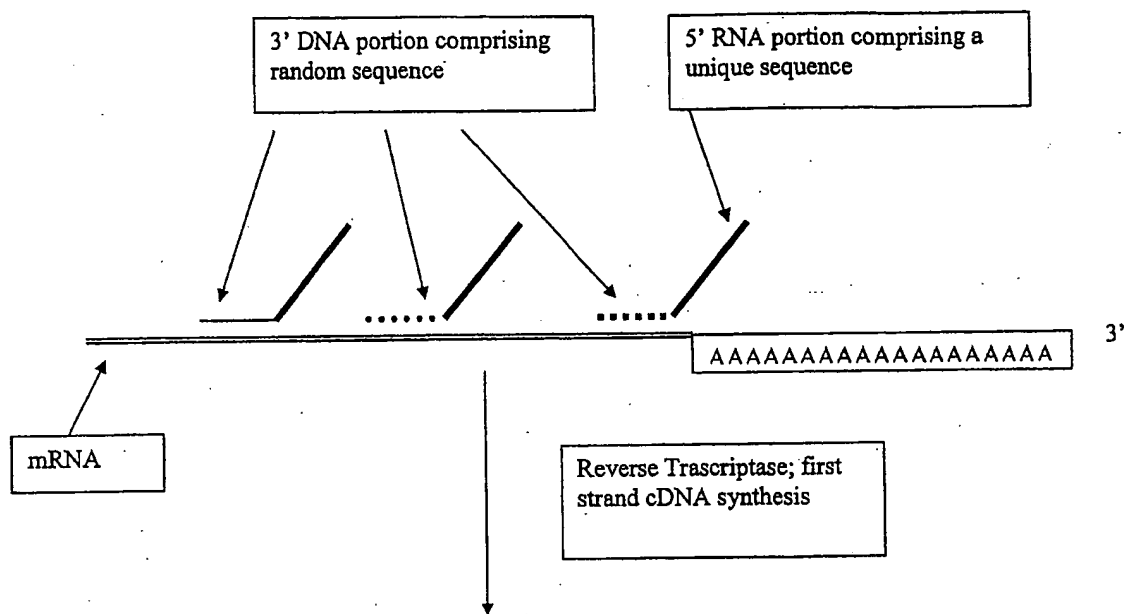 3’ DNA portion comprising
random sequence
5’ RNA portion comprising a
unique sequence
3’
AAAAAAAAAAAAAAAAAAA
mRNA
Reverse Trascriptase; first
strand cDNA synthesis